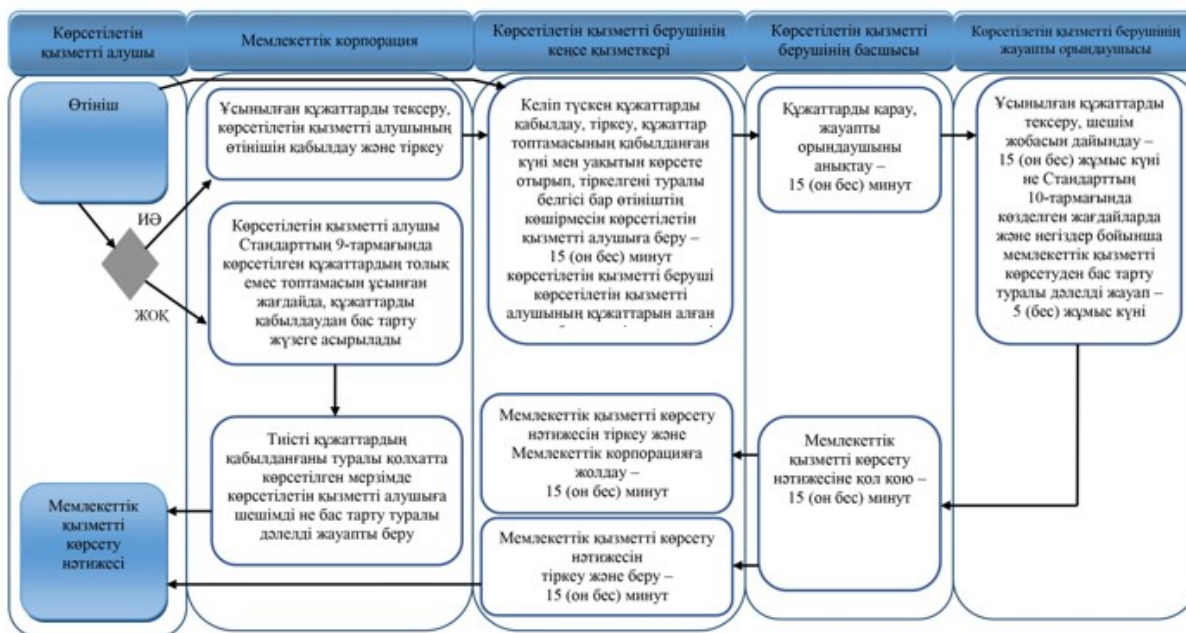 Көрсетілетін
қызметті алушы
Мемлекеттік корпорация
Көрсетілетін қызметті берушінің
кеңсе қызметкері
Көрсетілетін қызметті
берушінің басшысы
Көрсетілетін қызметті берушінің
жауапты орындаушысы
Өтініш
ИӘ
ЖОҚ
Ұсынылған құжаттарды тексеру,
көрсетілетін қызметті алушының
өтінішін қабылдау және тіркеу
Көрсетілетін қызметті алушы
Стандарттың 9-тармағында
көрсетілген құжаттардың толық
емес топтамасын ұсынған
жағдайда, құжаттарды
қабылдаудан бас тарту
жүзеге асырылады
Келіп түскен құжаттарды
қабылдау, тіркеу, құжаттар
топтамасының қабылданған
күні мен уақытын көрсете
отырып, тіркелгені туралы
белгісі бар өтініштің
көшірмесін көрсетілетін
қызметті алушыға беру –
15 (он бес) минут
көрсетілетін қызметті беруші
көрсетілетін қызметті
алушының құжаттарын алған
Құжаттарды қарау,
жауапты
орындаушыны
анықтау –
15 (он бес) минут
Ұсынылған құжаттарды
тексеру, шешім
жобасын дайындау –
15 (он бес) жұмыс күні
не Стандарттың
10-тармағында
көзделген жағдайларда
және негіздер бойынша
мемлекеттік қызметті
көрсетуден бас тарту
туралы дәлелді жауап –
5 (бес) жұмыс күні
Тиісті құжаттардың
қабылданғаны туралы қолхатта
көрсетілген мерзімде
көрсетілетін қызметті алушыға
шешімді не бас тарту туралы
дәлелді жауапты беру
Мемлекеттік қызметті көрсету
нәтижесін тіркеу және
Мемлекеттік корпорацияға
жолдау –
15 (он бес) минут
Мемлекеттік қызметті көрсету
нәтижесін
тіркеу және беру –
15 (он бес) минут
Мемлекеттік
қызметті көрсету
нәтижесіне қол қою –
15 (он бес) минут
Мемлекеттік
қызметті
көрсету
нәтижесі